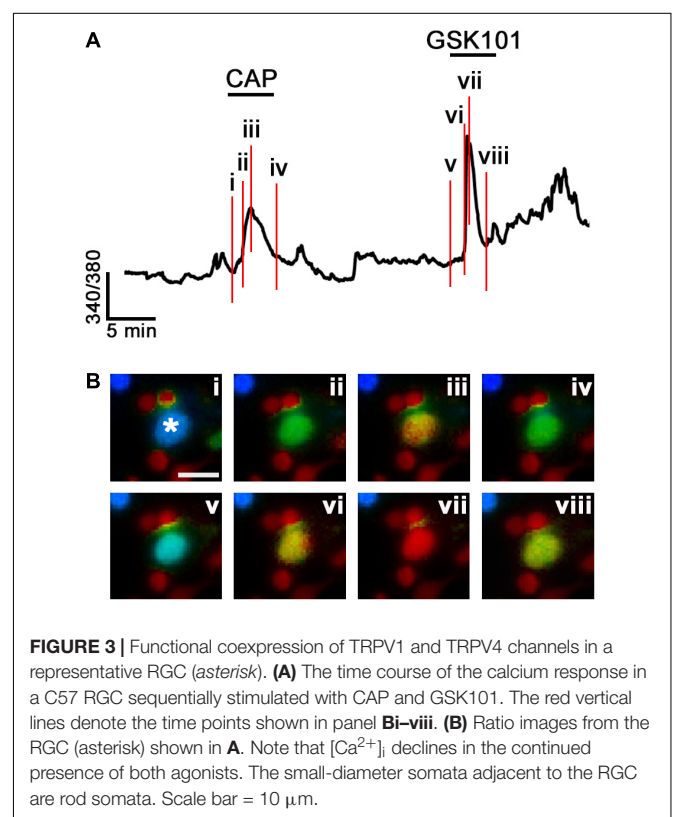 A
GSK101
CAP
vii
vi
iii
ii
iv
v
viii
i
340/380
5 min
B
i
ii
iii
iv
*
v
vi
vii
viii
FIGURE 3 | Functional coexpression of TRPV1 and TRPV4 channels in a
representative RGC (asterisk). (A) The time course of the calcium response in
a C57 RGC sequentially stimulated with CAP and GSK101. The red vertical
lines denote the time points shown in panel Bi–viii. (B) Ratio images from the
RGC (asterisk) shown in A. Note that [Ca2+]i declines in the continued
presence of both agonists. The small-diameter somata adjacent to the RGC
are rod somata. Scale bar = 10 μm.